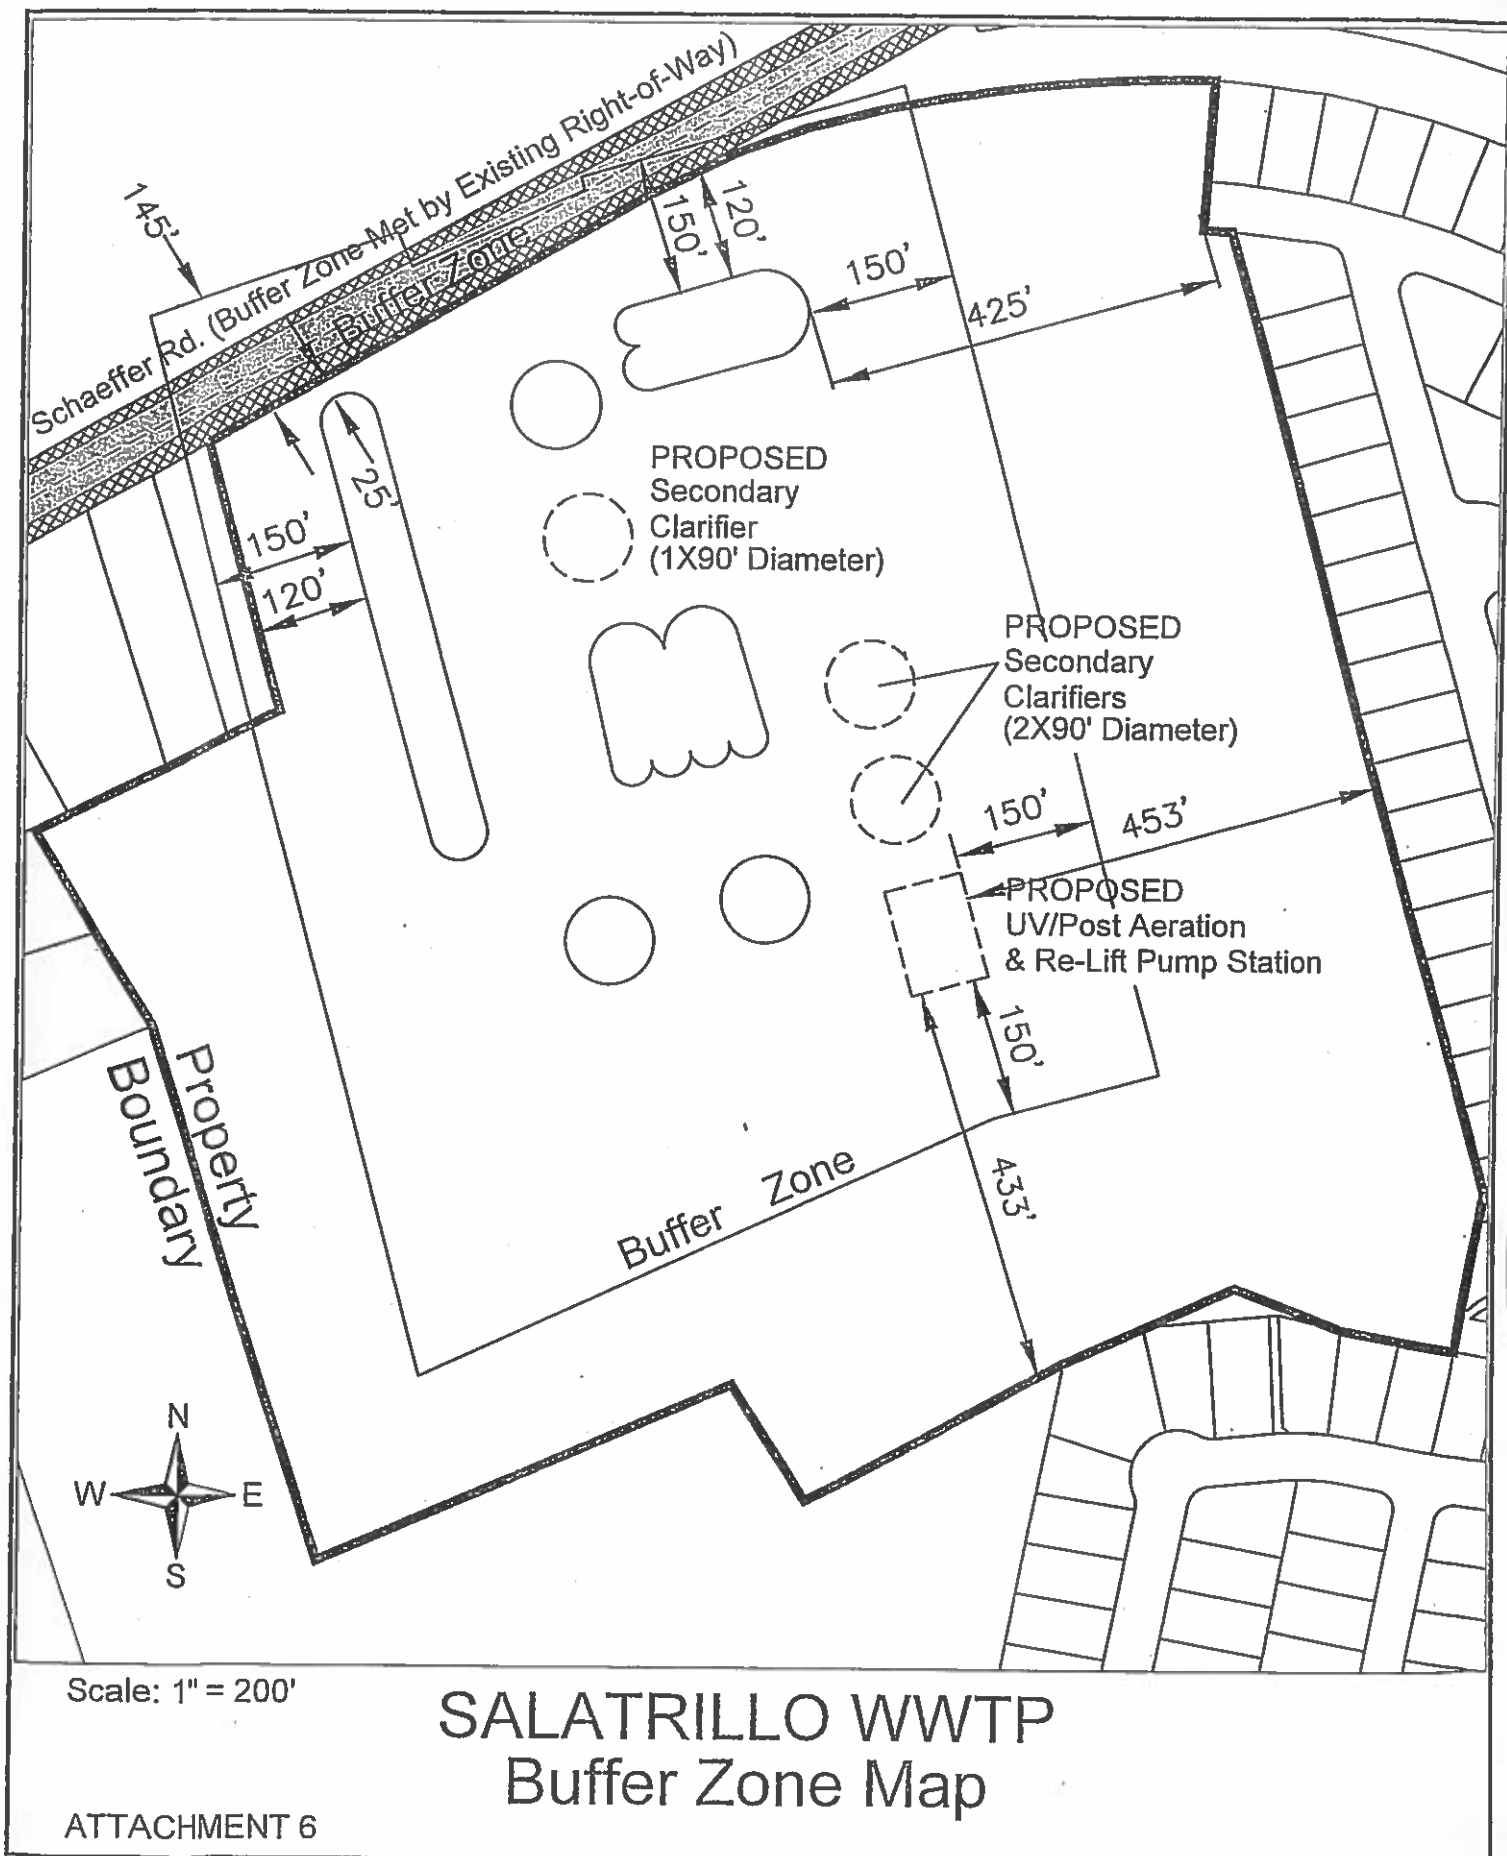 Schaeffer Rd. (Buffer Zone Met by Existing Right-of-Way)
145'
Buffer Zone
150'
120'
150'
425'
25'
150'
120'
PROPOSED
Secondary
Clarifier
(1X90' Diameter)
PROPOSED
Secondary
Clarifiers
(2X90' Diameter)
150'
453'
PROPOSED
UV/Post Aeration
& Re-Lift Pump Station
150'
433'
Property
Boundary
Buffer Zone
N
W
E
S
Scale: 1" = 200'
SALATRILLO WWTP
Buffer Zone Map
ATTACHMENT 6